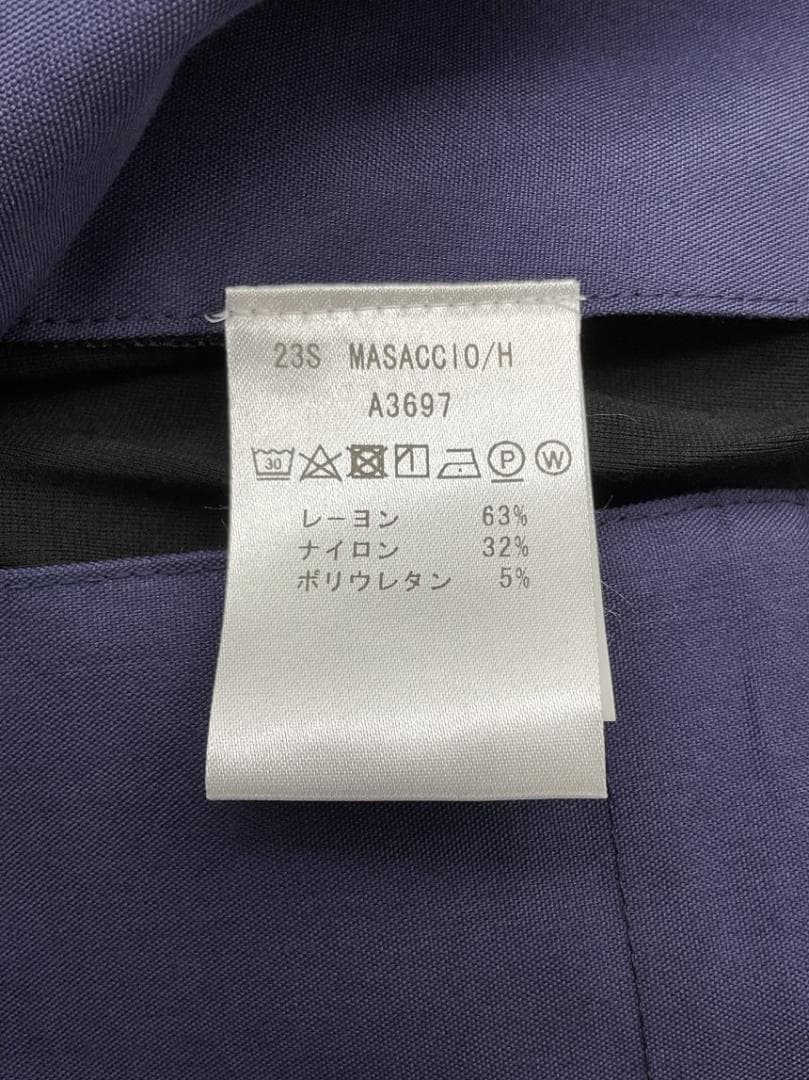 23S MASACCIO/H
A3697
30 P W
レーヨン 63%
ナイロン 32%
ポリウレタン 5%